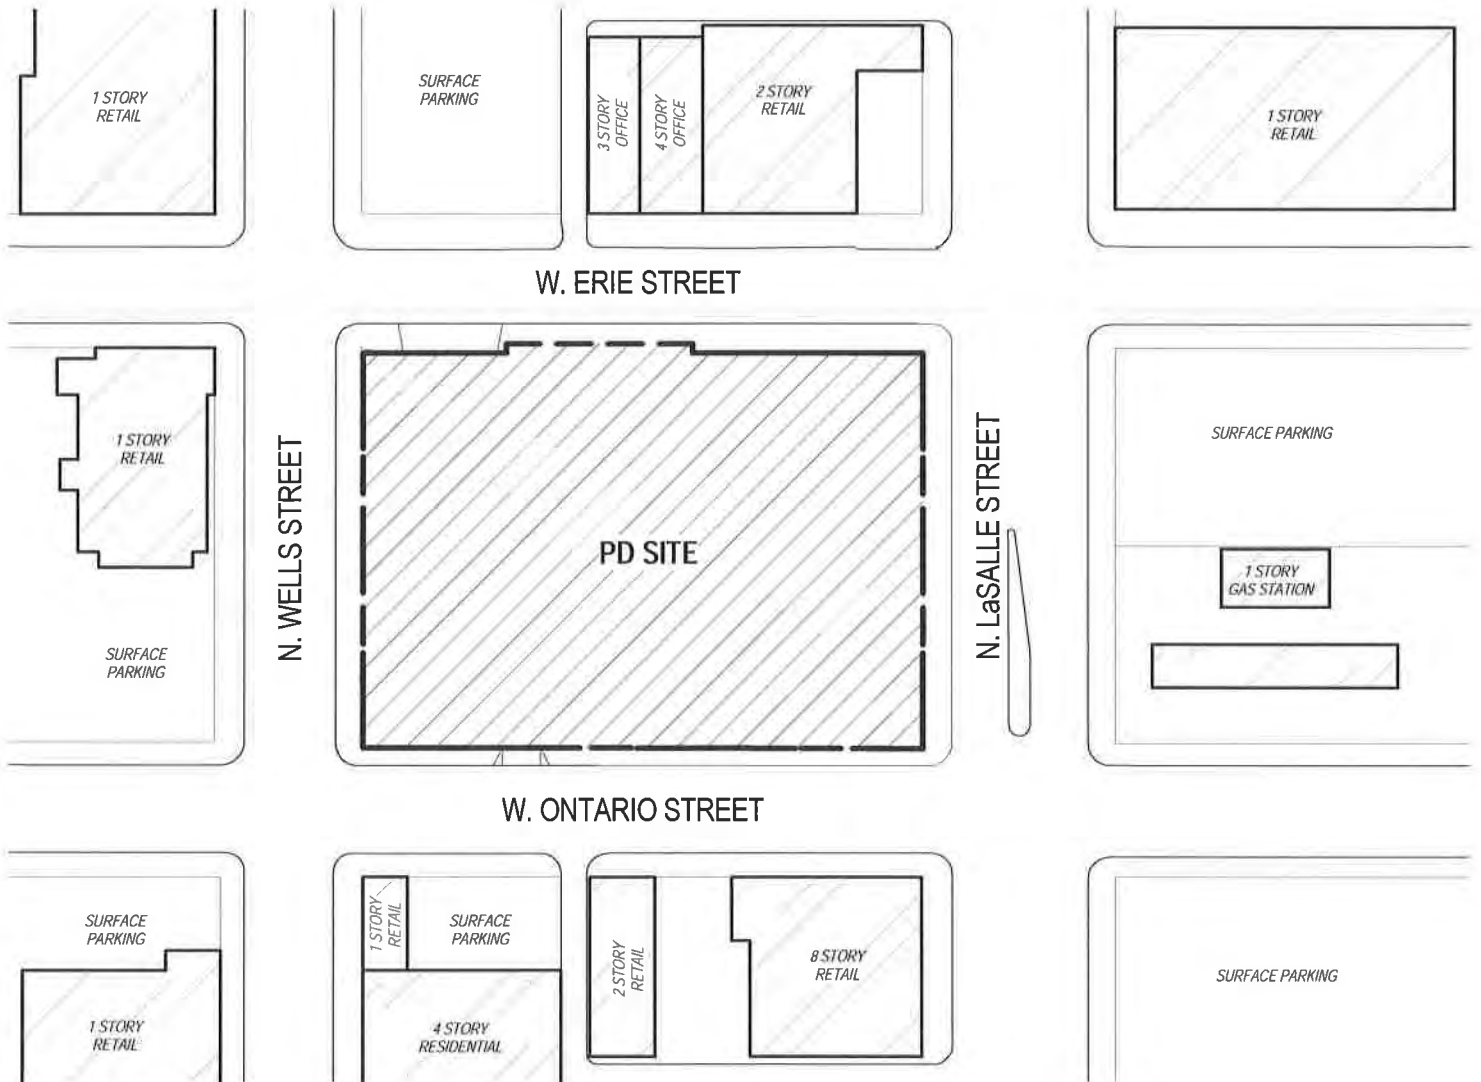 1 STORY
RETAIL
SURFACE
PARKING
3 STORY
OFFICE
4 STORY
OFFICE
2 STORY
RETAIL
1 STORY
RETAIL
W. ERIE STREET
1 STORY
RETAIL
SURFACE
PARKING
N. WELLS STREET
PD SITE
N. LaSALLE STREET
SURFACE PARKING
1 STORY
GAS STATION
W. ONTARIO STREET
SURFACE
PARKING
1 STORY
RETAIL
1 STORY
RETAIL
SURFACE
PARKING
4 STORY
RESIDENTIAL
2 STORY
RETAIL
8 STORY
RETAIL
SURFACE PARKING